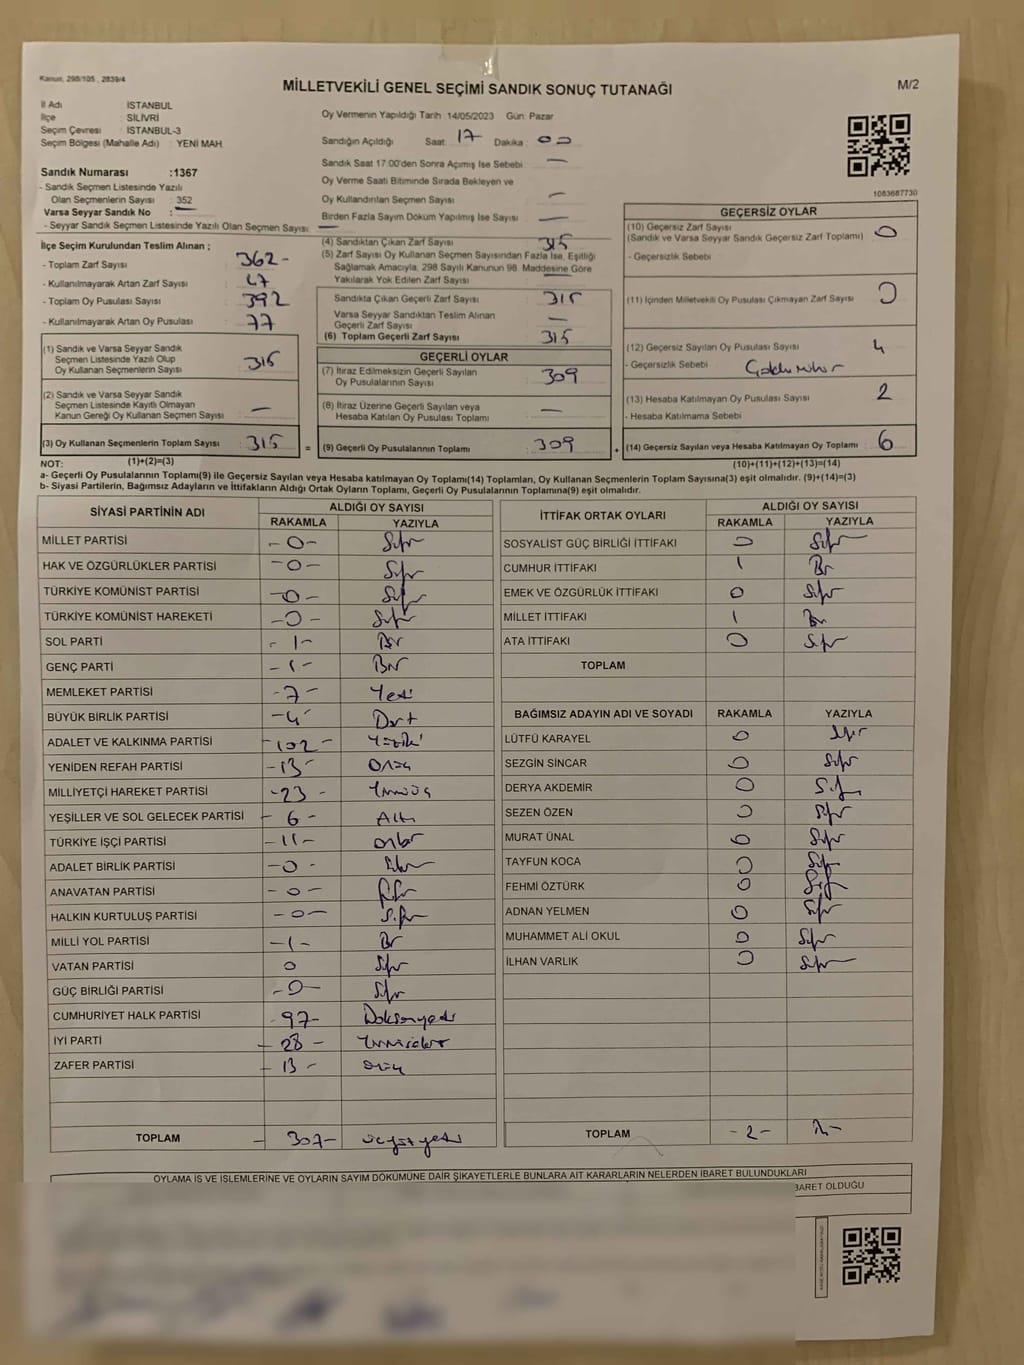 Kanun, 298/105 , 2839/4
MİLLETVEKİLİ GENEL SEÇİMİ SANDIK SONUÇ TUTANAĞI
M/2
İl Adı : İSTANBUL
İlçe : SİLİVRİ
Seçim Çevresi : İSTANBUL-3
Seçim Bölgesi (Mahalle Adı) : YENİ MAH.
Sandık Numarası :1367
- Sandık Seçmen Listesinde Yazılı
Olan Seçmenlerin Sayısı : 352
Varsa Seyyar Sandık No : —
- Seyyar Sandık Seçmen Listesinde Yazılı Olan Seçmen Sayısı: —
Oy Vermenin Yapıldığı Tarih :14/05/2023 Gün: Pazar
Sandığın Açıldığı Saat: 17 Dakika: 00
Sandık Saat 17:00'den Sonra Açımış İse Sebebi : —
Oy Verme Saati Bitiminde Sırada Bekleyen ve
Oy Kullandırılan Seçmen Sayısı : —
Birden Fazla Sayım Döküm Yapılmış İse Sayısı : —
1083687730
İlçe Seçim Kurulundan Teslim Alınan ;
- Toplam Zarf Sayısı : 362 -
- Kullanılmayarak Artan Zarf Sayısı : 47
- Toplam Oy Pusulası Sayısı : 392
- Kullanılmayarak Artan Oy Pusulası : 77
(1) Sandık ve Varsa Seyyar Sandık
Seçmen Listesinde Yazılı Olup
Oy Kullanan Seçmenlerin Sayısı : 315
(2) Sandık ve Varsa Seyyar Sandık
Seçmen Listesinde Kayıtlı Olmayan
Kanun Gereği Oy Kullanan Seçmen Sayısı : —
(3) Oy Kullanan Seçmenlerin Toplam Sayısı : 315 =
(1)+(2)=(3)
(4) Sandıktan Çıkan Zarf Sayısı : 315
(5) Zarf Sayısı Oy Kullanan Seçmen Sayısından Fazla İse, Eşitliği
Sağlamak Amacıyla, 298 Sayılı Kanunun 98. Maddesine Göre
Yakılarak Yok Edilen Zarf Sayısı : —
Sandıkta Çıkan Geçerli Zarf Sayısı : 315
Varsa Seyyar Sandıktan Teslim Alınan
Geçerli Zarf Sayısı : —
(6) Toplam Geçerli Zarf Sayısı : 315
GEÇERLİ OYLAR
(7) İtiraz Edilmeksizin Geçerli Sayılan
Oy Pusulalarının Sayısı : 309
(8) İtiraz Üzerine Geçerli Sayılan veya
Hesaba Katılan Oy Pusulası Toplamı : —
(9) Geçerli Oy Pusulalarının Toplamı : 309 +
GEÇERSİZ OYLAR
(10) Geçersiz Zarf Sayısı : 0
(Sandık ve Varsa Seyyar Sandık Geçersiz Zarf Toplamı)
- Geçersizlik Sebebi :
(11) İçinden Milletvekili Oy Pusulası Çıkmayan Zarf Sayısı : 0
(12) Geçersiz Sayılan Oy Pusulası Sayısı : 4
- Geçersizlik Sebebi :
(13) Hesaba Katılmayan Oy Sayısı : 2
- Hesaba Katılmama Sebebi :
(14) Geçersiz Sayılan veya Hesaba Katılmayan Oy Toplamı : 6
(10)+(11)+(12)+(13)=(14)
NOT:
a- Geçerli Oy Pusulalarının Toplamı(9) ile Geçersiz Sayılan veya Hesaba katılmayan Oy Toplamı(14) Toplamları, Oy Kullanan Seçmenlerin Toplam Sayısına(3) eşit olmalıdır. (9)+(14)=(3)
b- Siyasi Partilerin, Bağımsız Adayların ve İttifakların Aldığı Ortak Oyların Toplamı, Geçerli Oy Pusulalarının Toplamına(9) eşit olmalıdır.
SİYASİ PARTİNİN ADI ALDIĞI OY SAYISI
RAKAMLA YAZIYLA
MİLLET PARTİSİ -0- Sıfır
HAK VE ÖZGÜRLÜKLER PARTİSİ -0- Sıfır
TÜRKİYE KOMÜNİST PARTİSİ -0- Sıfır
TÜRKİYE KOMÜNİST HAREKETİ -0- Sıfır
SOL PARTİ - 1 - Bir
GENÇ PARTİ - 1 - Bir
MEMLEKET PARTİSİ -7- Yedi
BÜYÜK BİRLİK PARTİSİ -4- Dört
ADALET VE KALKINMA PARTİSİ -102- Yüziki
YENİDEN REFAH PARTİSİ -13- Onüç
MİLLİYETÇİ HAREKET PARTİSİ -23- Yirmiüç
YEŞİLLER VE SOL GELECEK PARTİSİ - 6 - Altı
TÜRKİYE İŞÇİ PARTİSİ - 11 - onbir
ADALET BİRLİK PARTİSİ -0- Sıfır
ANAVATAN PARTİSİ -0- Sıfır
HALKIN KURTULUŞ PARTİSİ -0- Sıfır
MİLLİ YOL PARTİSİ -1- Bir
VATAN PARTİSİ 0 Sıfır
GÜÇ BİRLİĞİ PARTİSİ -0- Sıfır
CUMHURİYET HALK PARTİSİ -97- Doksanyedi
İYİ PARTİ - 28 - Yirmisekiz
ZAFER PARTİSİ - 13 - onüç
TOPLAM - 307- üçyüzyedi
İTTİFAK ORTAK OYLARI ALDIĞI OY SAYISI
RAKAMLA YAZIYLA
SOSYALIST GÜÇ BİRLİĞİ İTTİFAKI 0 Sıfır
CUMHUR İTTİFAKI 1 Bir
EMEK VE ÖZGÜRLÜK İTTİFAKI 0 Sıfır
MİLLET İTTİFAKI 1 Bir
ATA İTTİFAKI 0 Sıfır
TOPLAM
BAĞIMSIZ ADAYIN ADI VE SOYADI RAKAMLA YAZIYLA
LÜTFÜ KARAYEL 0 Sıfır
SEZGİN SİNCAR 0 Sıfır
DERYA AKDEMİR 0 Sıfır
SEZEN ÖZEN 0 Sıfır
MURAT ÜNAL 0 Sıfır
TAYFUN KOCA 0 Sıfır
FEHMİ ÖZTÜRK 0 Sıfır
ADNAN YELMEN 0 Sıfır
MUHAMMET ALİ OKUL 0 Sıfır
İLHAN VARLIK 0 Sıfır
TOPLAM -2- iki
OYLAMA İŞ VE İŞLEMLERİNE VE OYLARIN SAYIM DÖKÜMÜNE DAİR ŞİKAYETLERLE BUNLARA AİT KARARLARIN NELERDEN İBARET BULUNDUKLARI
BARET OLDUĞU